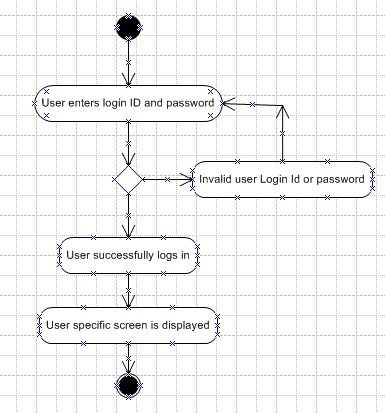 User enters login ID and password
Invalid user Login Id or password
User successfully logs in
User specific screen is displayed